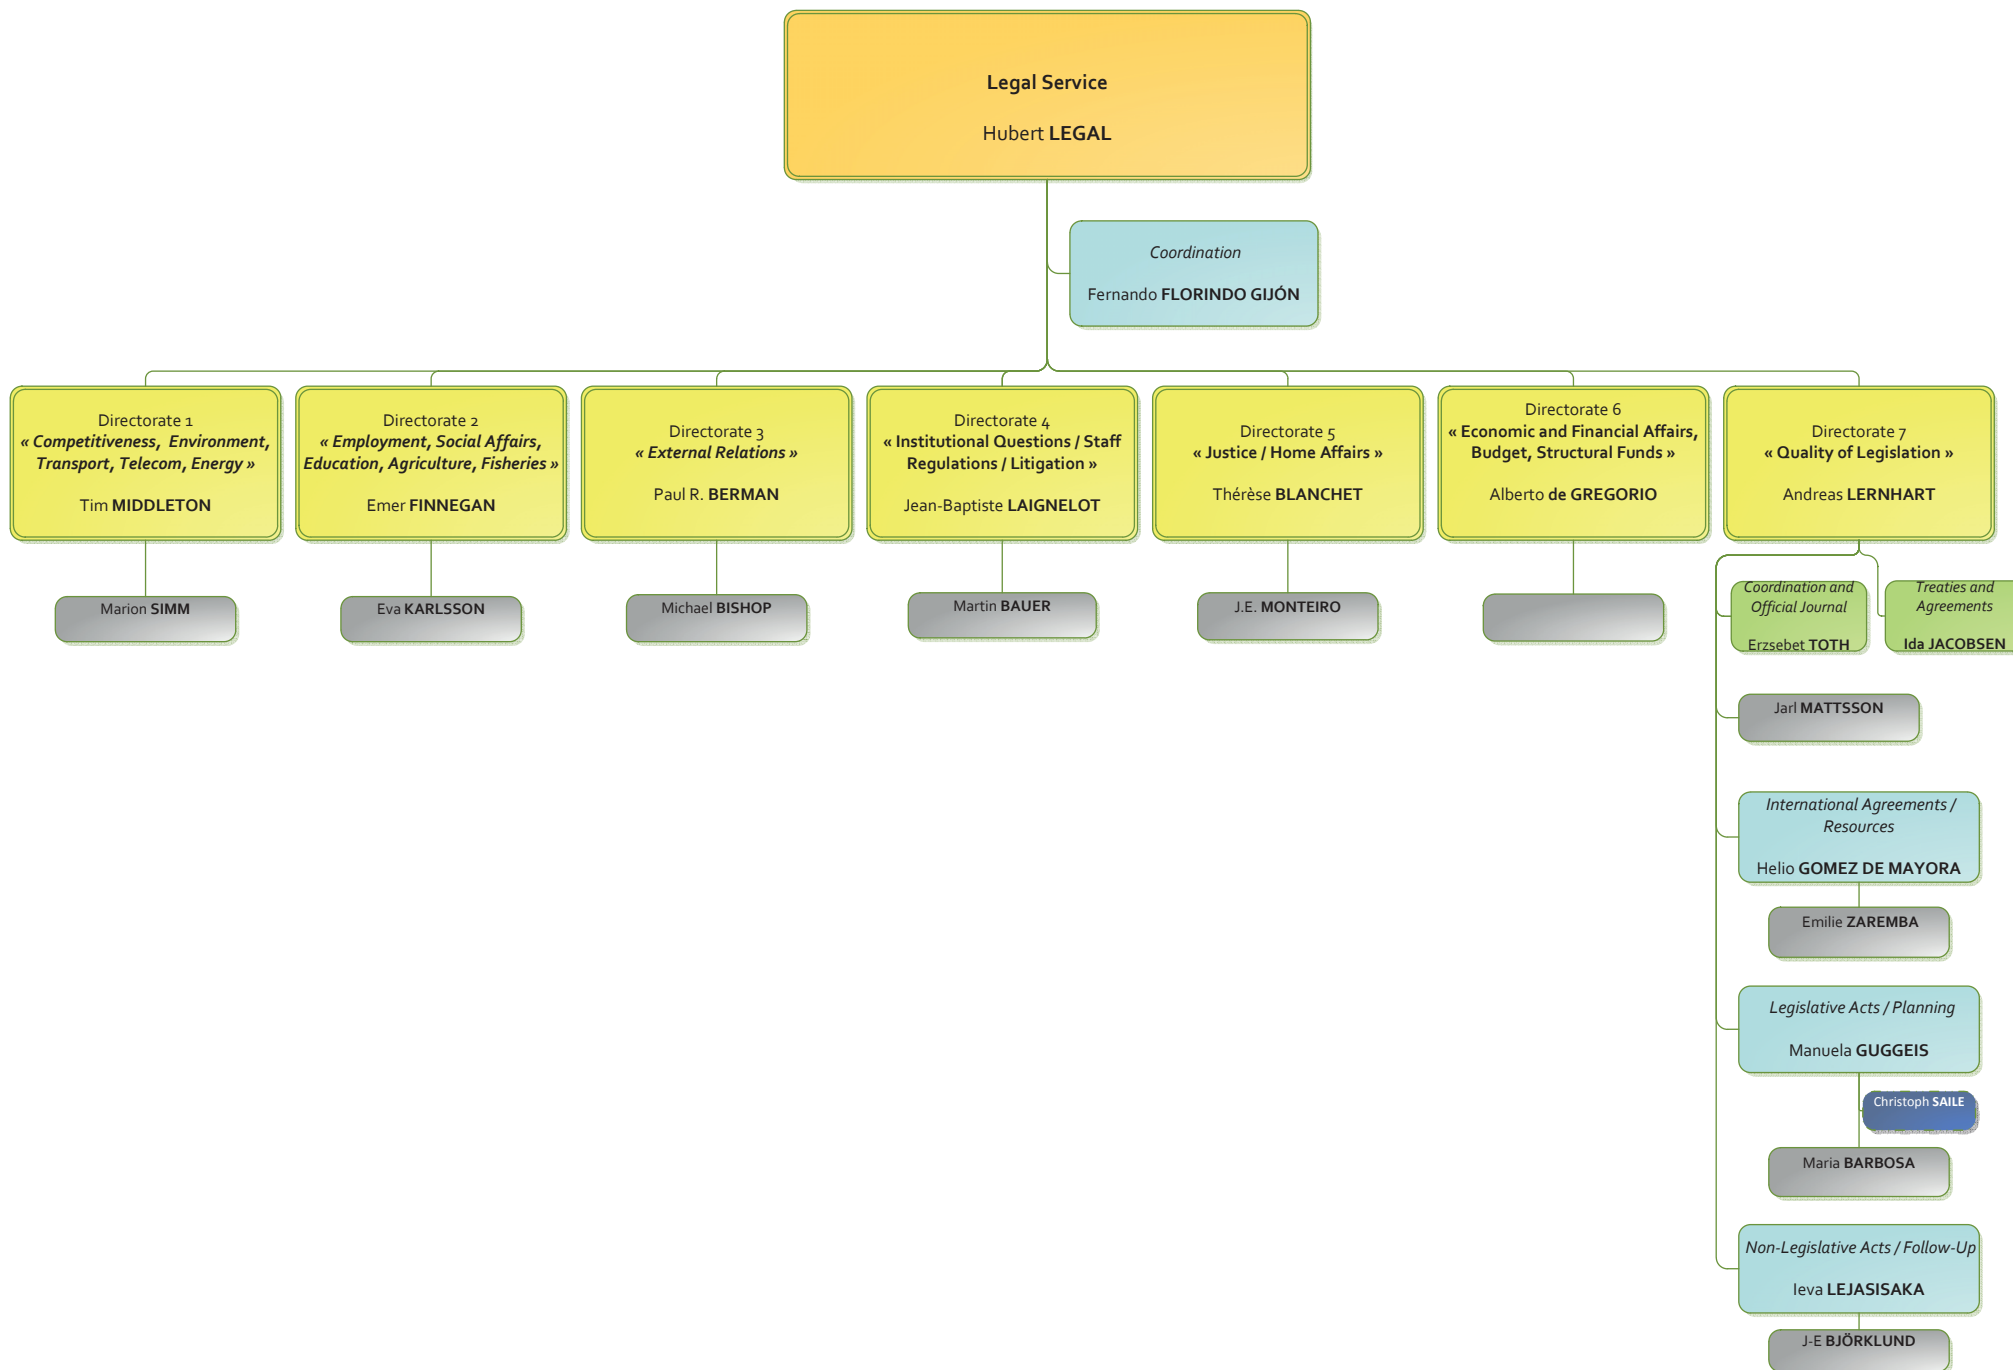 Legal Service
Hubert LEGAL
Coordination
Fernando FLORINDO GIJÓN
Directorate 1
« Competitiveness, Environment,
Transport, Telecom, Energy »
Tim MIDDLETON
Directorate 2
« Employment, Social Affairs,
Education, Agriculture, Fisheries »
Emer FINNEGAN
Directorate 3
« External Relations »
Paul R. BERMAN
Directorate 4
« Institutional Questions / Staff
Regulations / Litigation »
Jean-Baptiste LAIGNELOT
Directorate 5
« Justice / Home Affairs »
Thérèse BLANCHET
Directorate 6
« Economic and Financial Affairs,
Budget, Structural Funds »
Alberto de GREGORIO
Directorate 7
« Quality of Legislation »
Andreas LERNHART
Marion SIMM
Eva KARLSSON
Michael BISHOP
Martin BAUER
J.E. MONTEIRO
Coordination and
Official Journal
Erzsebet TOTH
Treaties and
Agreements
Ida JACOBSEN
Jarl MATTSSON
International Agreements /
Resources
Helio GOMEZ DE MAYORA
Emilie ZAREMBA
Legislative Acts / Planning
Manuela GUGGEIS
Christoph SAILE
Maria BARBOSA
Non-Legislative Acts / Follow-Up
Ieva LEJASISAKA
J-E BJÖRKLUND